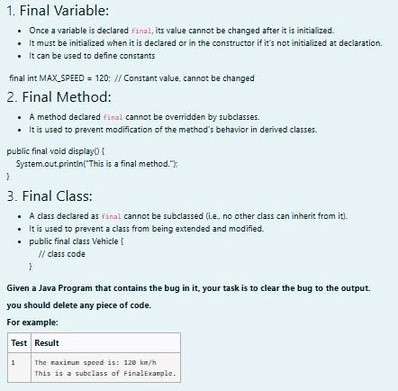 1. Final Variable:
Once a variable is declared final, its value cannot be changed after it is initialized.
It must be initialized when it is declared or in the constructor if it's not initialized at declaration.
It can be used to define constants
final int MAX_SPEED = 120; // Constant value, cannot be changed
2. Final Method:
A method declared final cannot be overridden by subclasses.
It is used to prevent modification of the method's behavior in derived classes.
public final void display() {
System.out.println("This is a final method.");
}
3. Final Class:
A class declared as final cannot be subclassed (i.e., no other class can inherit from it).
It is used to prevent a class from being extended and modified.
public final class Vehicle {
// class code
}
Given a Java Program that contains the bug in it, your task is to clear the bug to the output.
you should delete any piece of code.
For example:
Test Result
1 The maximum speed is: 120 km/h
This is a subclass of FinalExample.